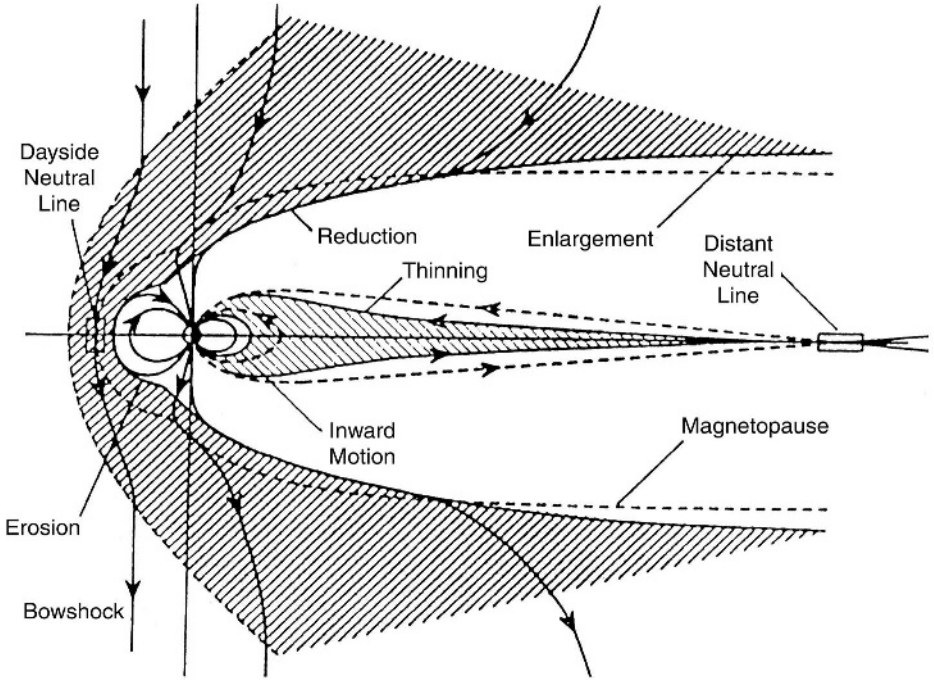 Dayside
Neutral
Line
Reduction
Enlargement
Distant
Neutral
Line
Thinning
Inward
Motion
Magnetopause
Erosion
Bowshock